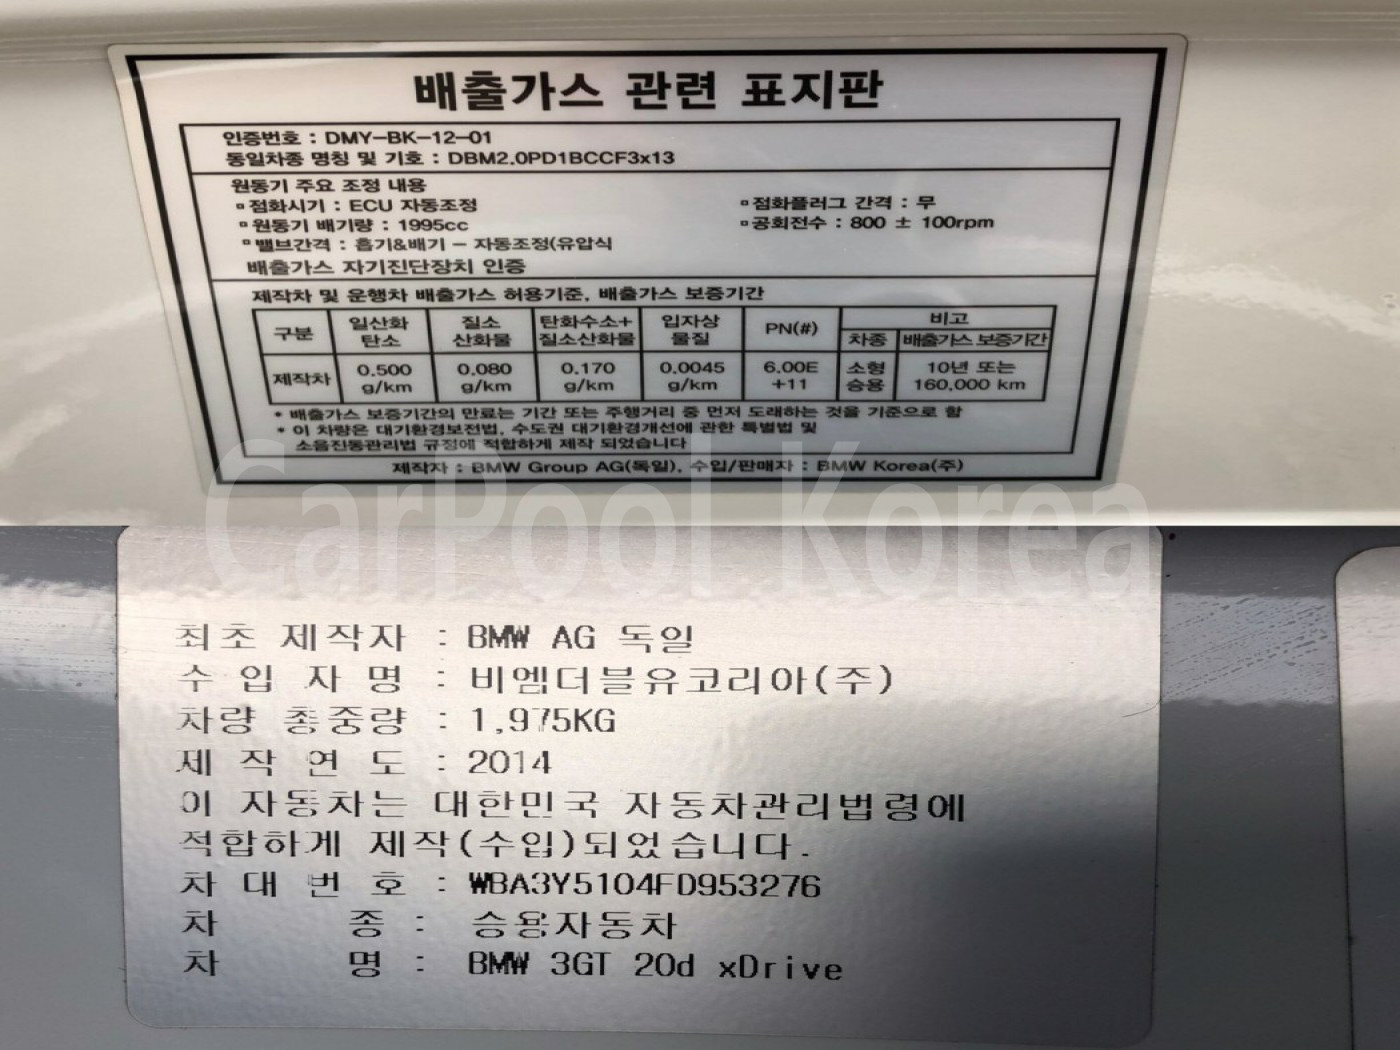 배출가스 관련 표지판
인증번호 : DMY-BK-12-01
동일차종 명칭 및 기호 : DBM2.0PD1BCCF3x13
원동기 주요 조정 내용
▫점화시기 : ECU 자동조정 ▫점화플러그 간격 : 무
▫원동기 배기량 : 1995cc ▫공회전수 : 800 ± 100rpm
▫밸브간격 : 흡기&배기 - 자동조정(유압식
배출가스 자기진단장치 인증
제작차 및 운행차 배출가스 허용기준, 배출가스 보증기간
구분 일산화 탄소 질소 산화물 탄화수소+ 질소산화물 입자상 물질 PN(#) 비고
차종 배출가스 보증기간
제작차 0.500 g/km 0.080 g/km 0.170 g/km 0.0045 g/km 6.00E +11 소형 승용 10년 또는 160,000 km
* 배출가스 보증기간의 만료는 기간 또는 주행거리 중 먼저 도래하는 것을 기준으로 함
* 이 차량은 대기환경보전법, 수도권 대기환경개선에 관한 특별법 및
소음진동관리법 규정에 적합하게 제작 되었습니다
제작자 : BMW Group AG(독일), 수입/판매자 : BMW Korea(주)
CarPool Korea
최초 제작자 : BMW AG 독일
수 입 자 명 : 비엠더블유코리아(주)
차량 총중량 : 1,975KG
제 작 연 도 : 2014
이 자동차는 대한민국 자동차관리법령에
적합하게 제작(수입)되었습니다.
차 대 번 호 : WBA3Y5104FD953276
차 종 : 승용자동차
차 명 : BMW 3GT 20d xDrive